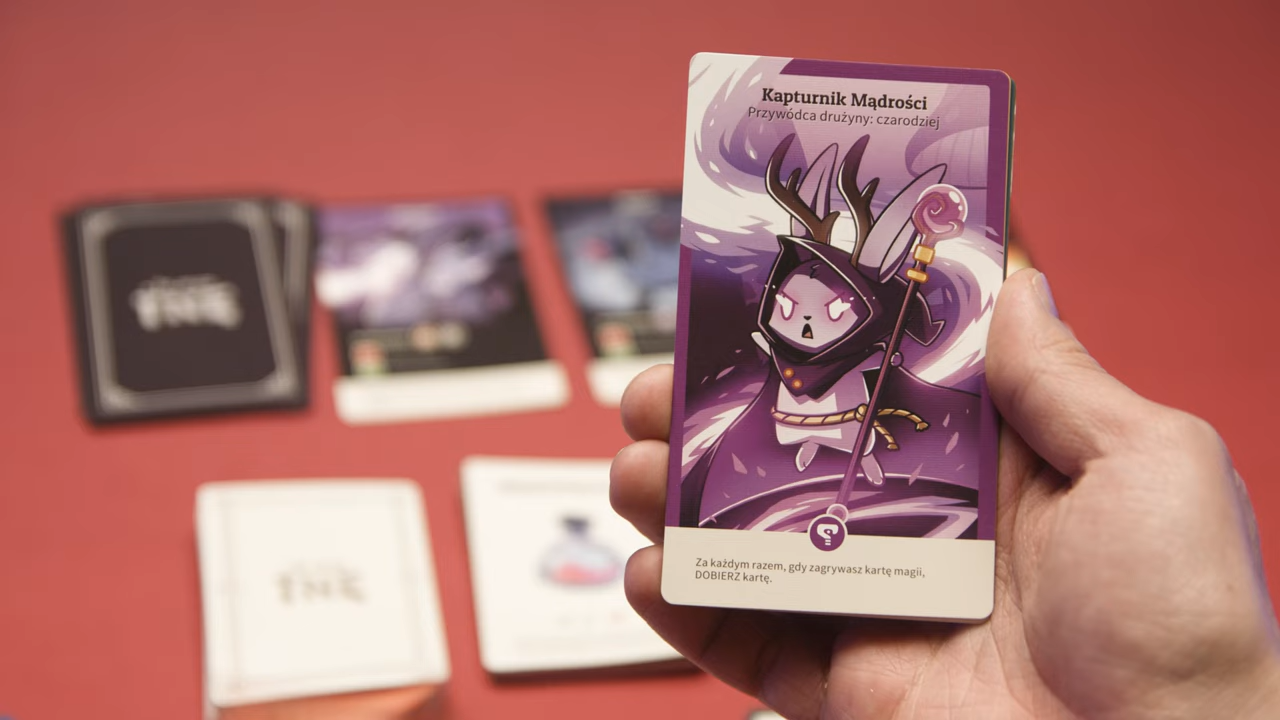 Kapturnik Mądrości
Przywódca drużyny: czarodziej
Za każdym razem, gdy zagrywasz kartę magii,
DOBIERZ kartę.